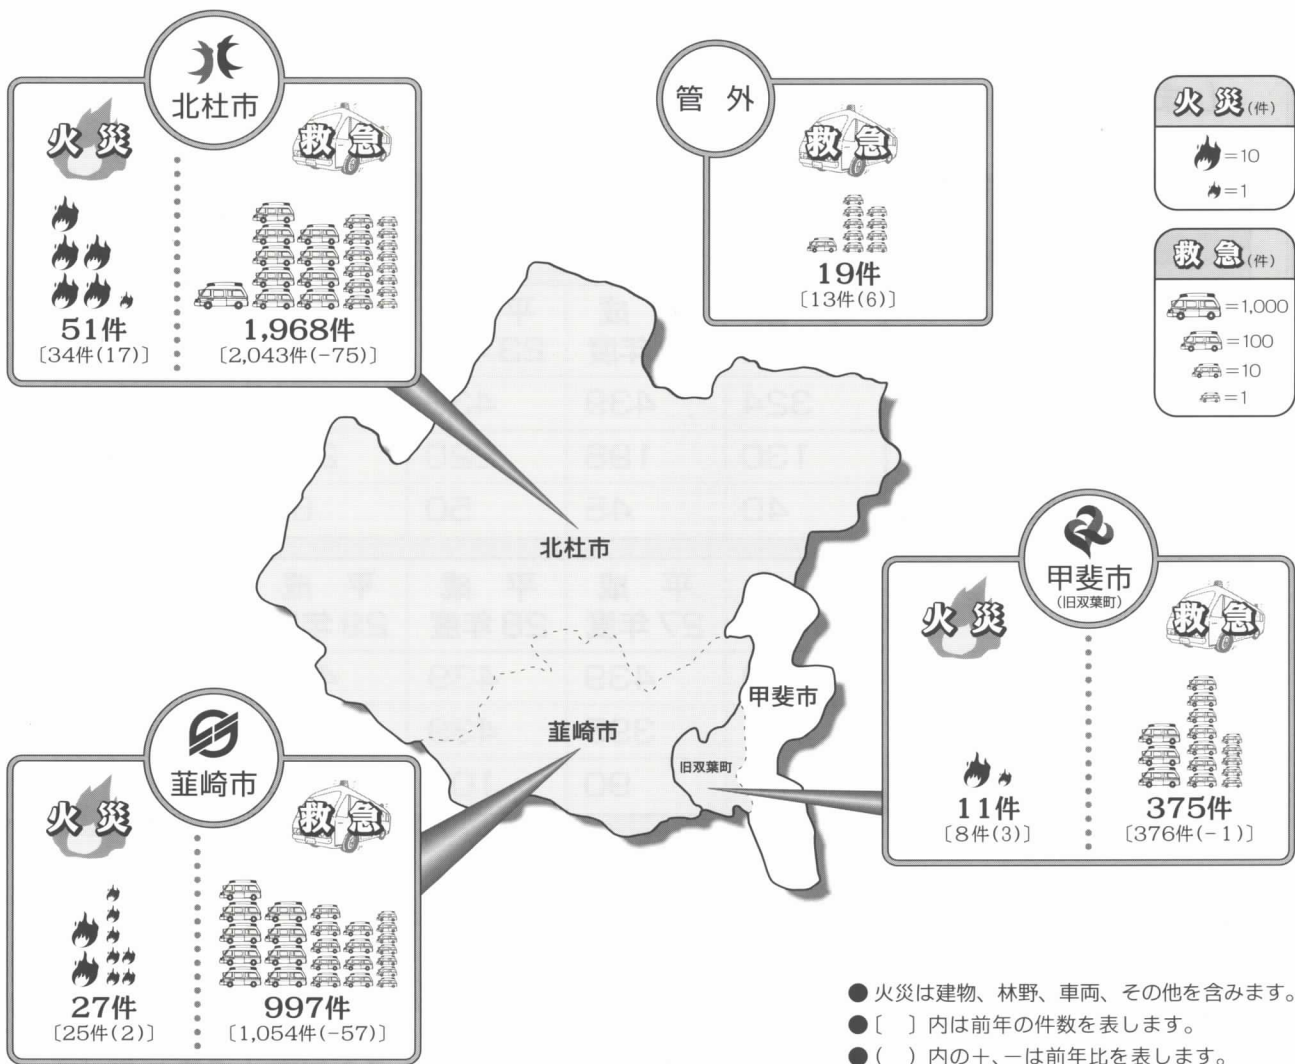 北杜市
火災
救急
51件
〔34件(17)〕
1,968件
〔2,043件(-75)〕
管 外
救急
19件
〔13件(6)〕
火災(件)
=10
=1
救急(件)
=1,000
=100
=10
=1
北杜市
韮崎市
甲斐市
旧双葉町
甲斐市
(旧双葉町)
火災
救急
11件
〔8件(3)〕
375件
〔376件(-1)〕
韮崎市
火災
救急
27件
〔25件(2)〕
997件
〔1,054件(-57)〕
●火災は建物、林野、車両、その他を含みます。
●〔 〕内は前年の件数を表します。
●( )内の＋、－は前年比を表します。